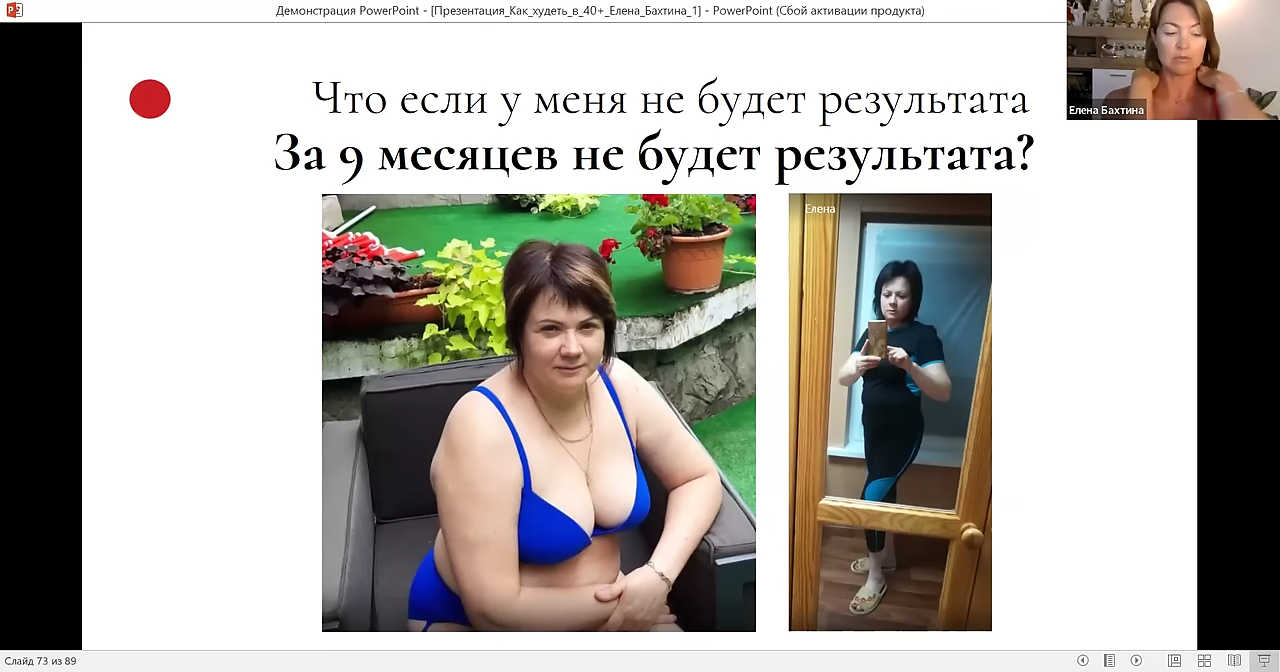 Демонстрация PowerPoint - [Презентация_Как_худеть_в_40+_Елена_Бахтина_1] - PowerPoint (Сбой активации продукта)
Елена Бахтина
Что если у меня не будет результата
За 9 месяцев не будет результата?
Елена
Слайд 73 из 89